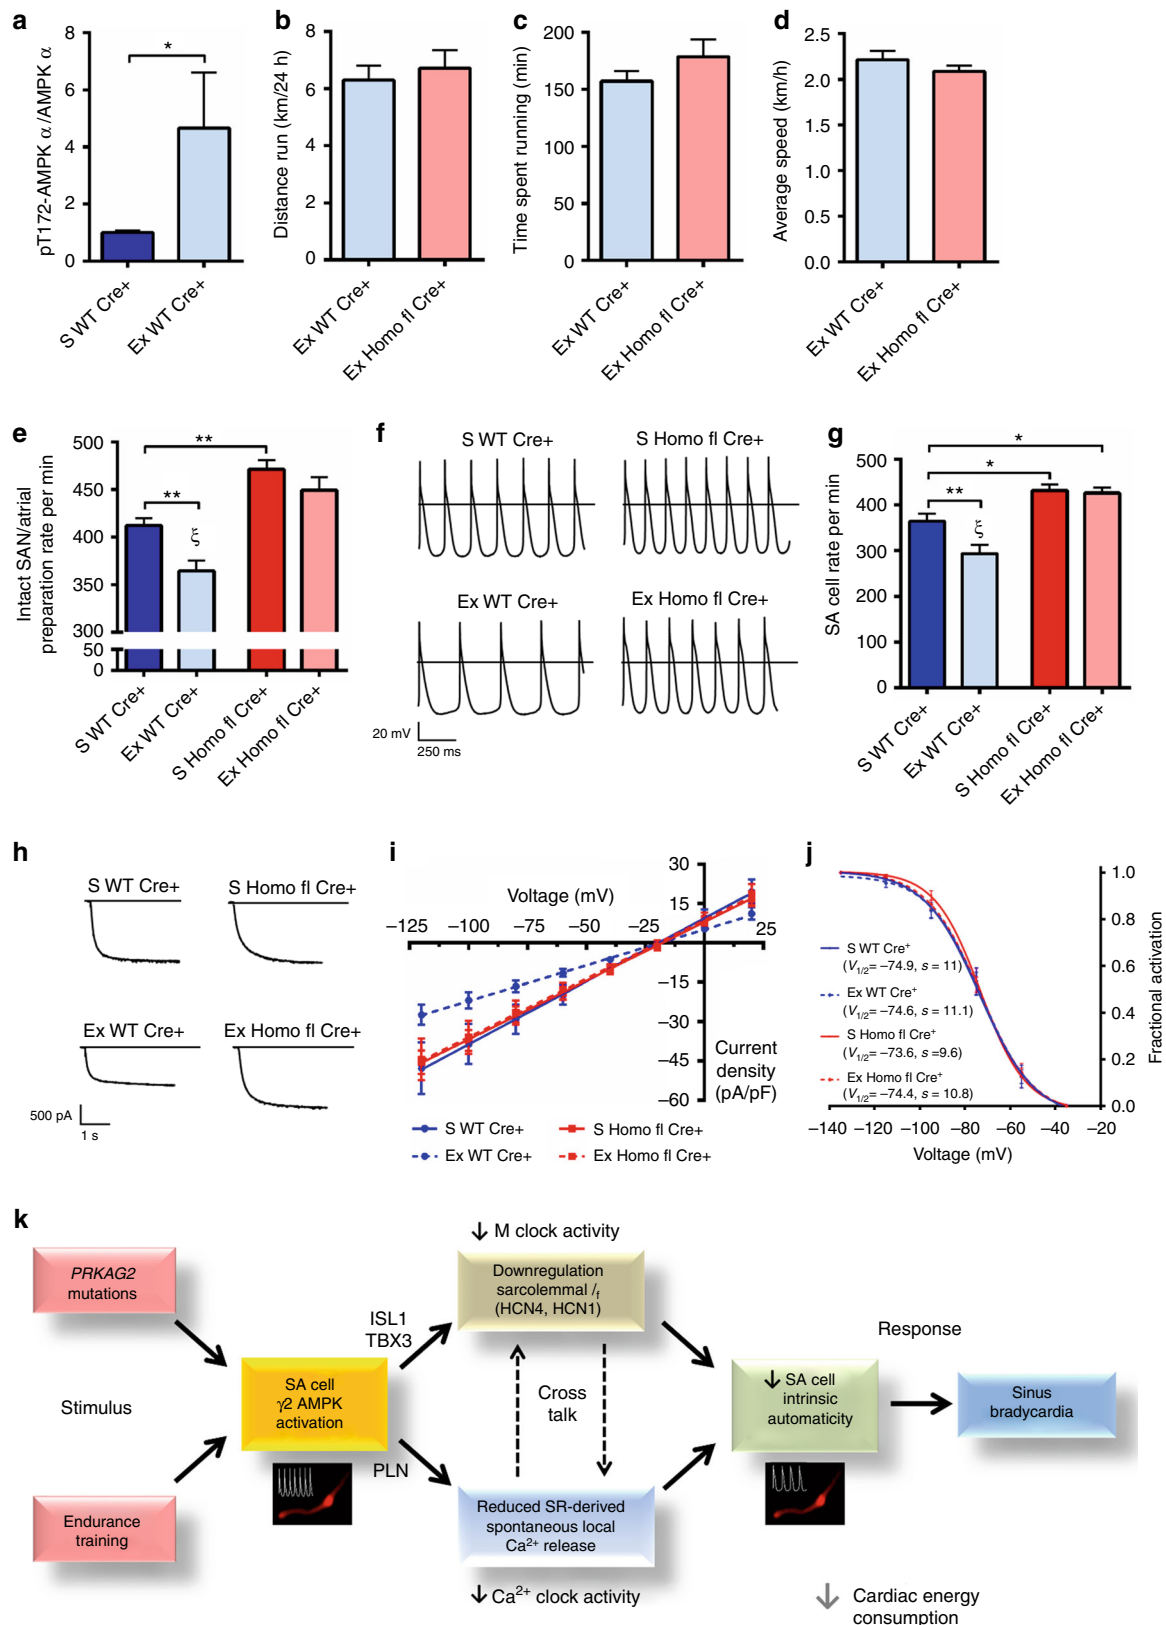 a
8
6
4
2
0
pT172-AMPK α/AMPK α
*
S WT Cre+
Ex WT Cre+
b
8
6
4
2
0
Distance run (km/24 h)
Ex WT Cre+
Ex Homo fl Cre+
c
200
150
100
50
0
Time spent running (min)
Ex WT Cre+
Ex Homo fl Cre+
d
2.5
2.0
1.5
1.0
0.5
0.0
Average speed (km/h)
Ex WT Cre+
Ex Homo fl Cre+
e
500
450
400
350
300
50
0
Intact SAN/atrial
preparation rate per min
**
**
ξ
S WT Cre+
Ex WT Cre+
S Homo fl Cre+
Ex Homo fl Cre+
f
S WT Cre+
S Homo fl Cre+
Ex WT Cre+
Ex Homo fl Cre+
20 mV
250 ms
g
500
400
300
200
100
0
SA cell rate per min
*
*
**
ξ
S WT Cre+
Ex WT Cre+
S Homo fl Cre+
Ex Homo fl Cre+
h
S WT Cre+
S Homo fl Cre+
Ex WT Cre+
Ex Homo fl Cre+
500 pA
1 s
i
Voltage (mV)
−125 −100 −75 −50 −25 25
30
15
−15
−30
−45
−60
Current
density
(pA/pF)
S WT Cre+
S Homo fl Cre+
Ex WT Cre+
Ex Homo fl Cre+
j
S WT Cre⁺
(V1/2= −74.9, s = 11)
Ex WT Cre⁺
(V1/2= −74.6, s = 11.1)
S Homo fl Cre⁺
(V1/2= −73.6, s =9.6)
Ex Homo fl Cre⁺
(V1/2= −74.4, s = 10.8)
1.0
0.8
0.6
0.4
0.2
0.0
Fractional activation
−140 −120 −100 −80 −60 −40 −20
Voltage (mV)
k
↓ M clock activity
PRKAG2
mutations
Downregulation
sarcolemmal If
(HCN4, HCN1)
ISL1
TBX3
Response
Stimulus
SA cell
γ2 AMPK
activation
Cross
talk
↓ SA cell
intrinsic
automaticity
Sinus
bradycardia
PLN
Endurance
training
Reduced SR-derived
spontaneous local
Ca²⁺ release
↓ Ca²⁺ clock activity
↓ Cardiac energy
consumption